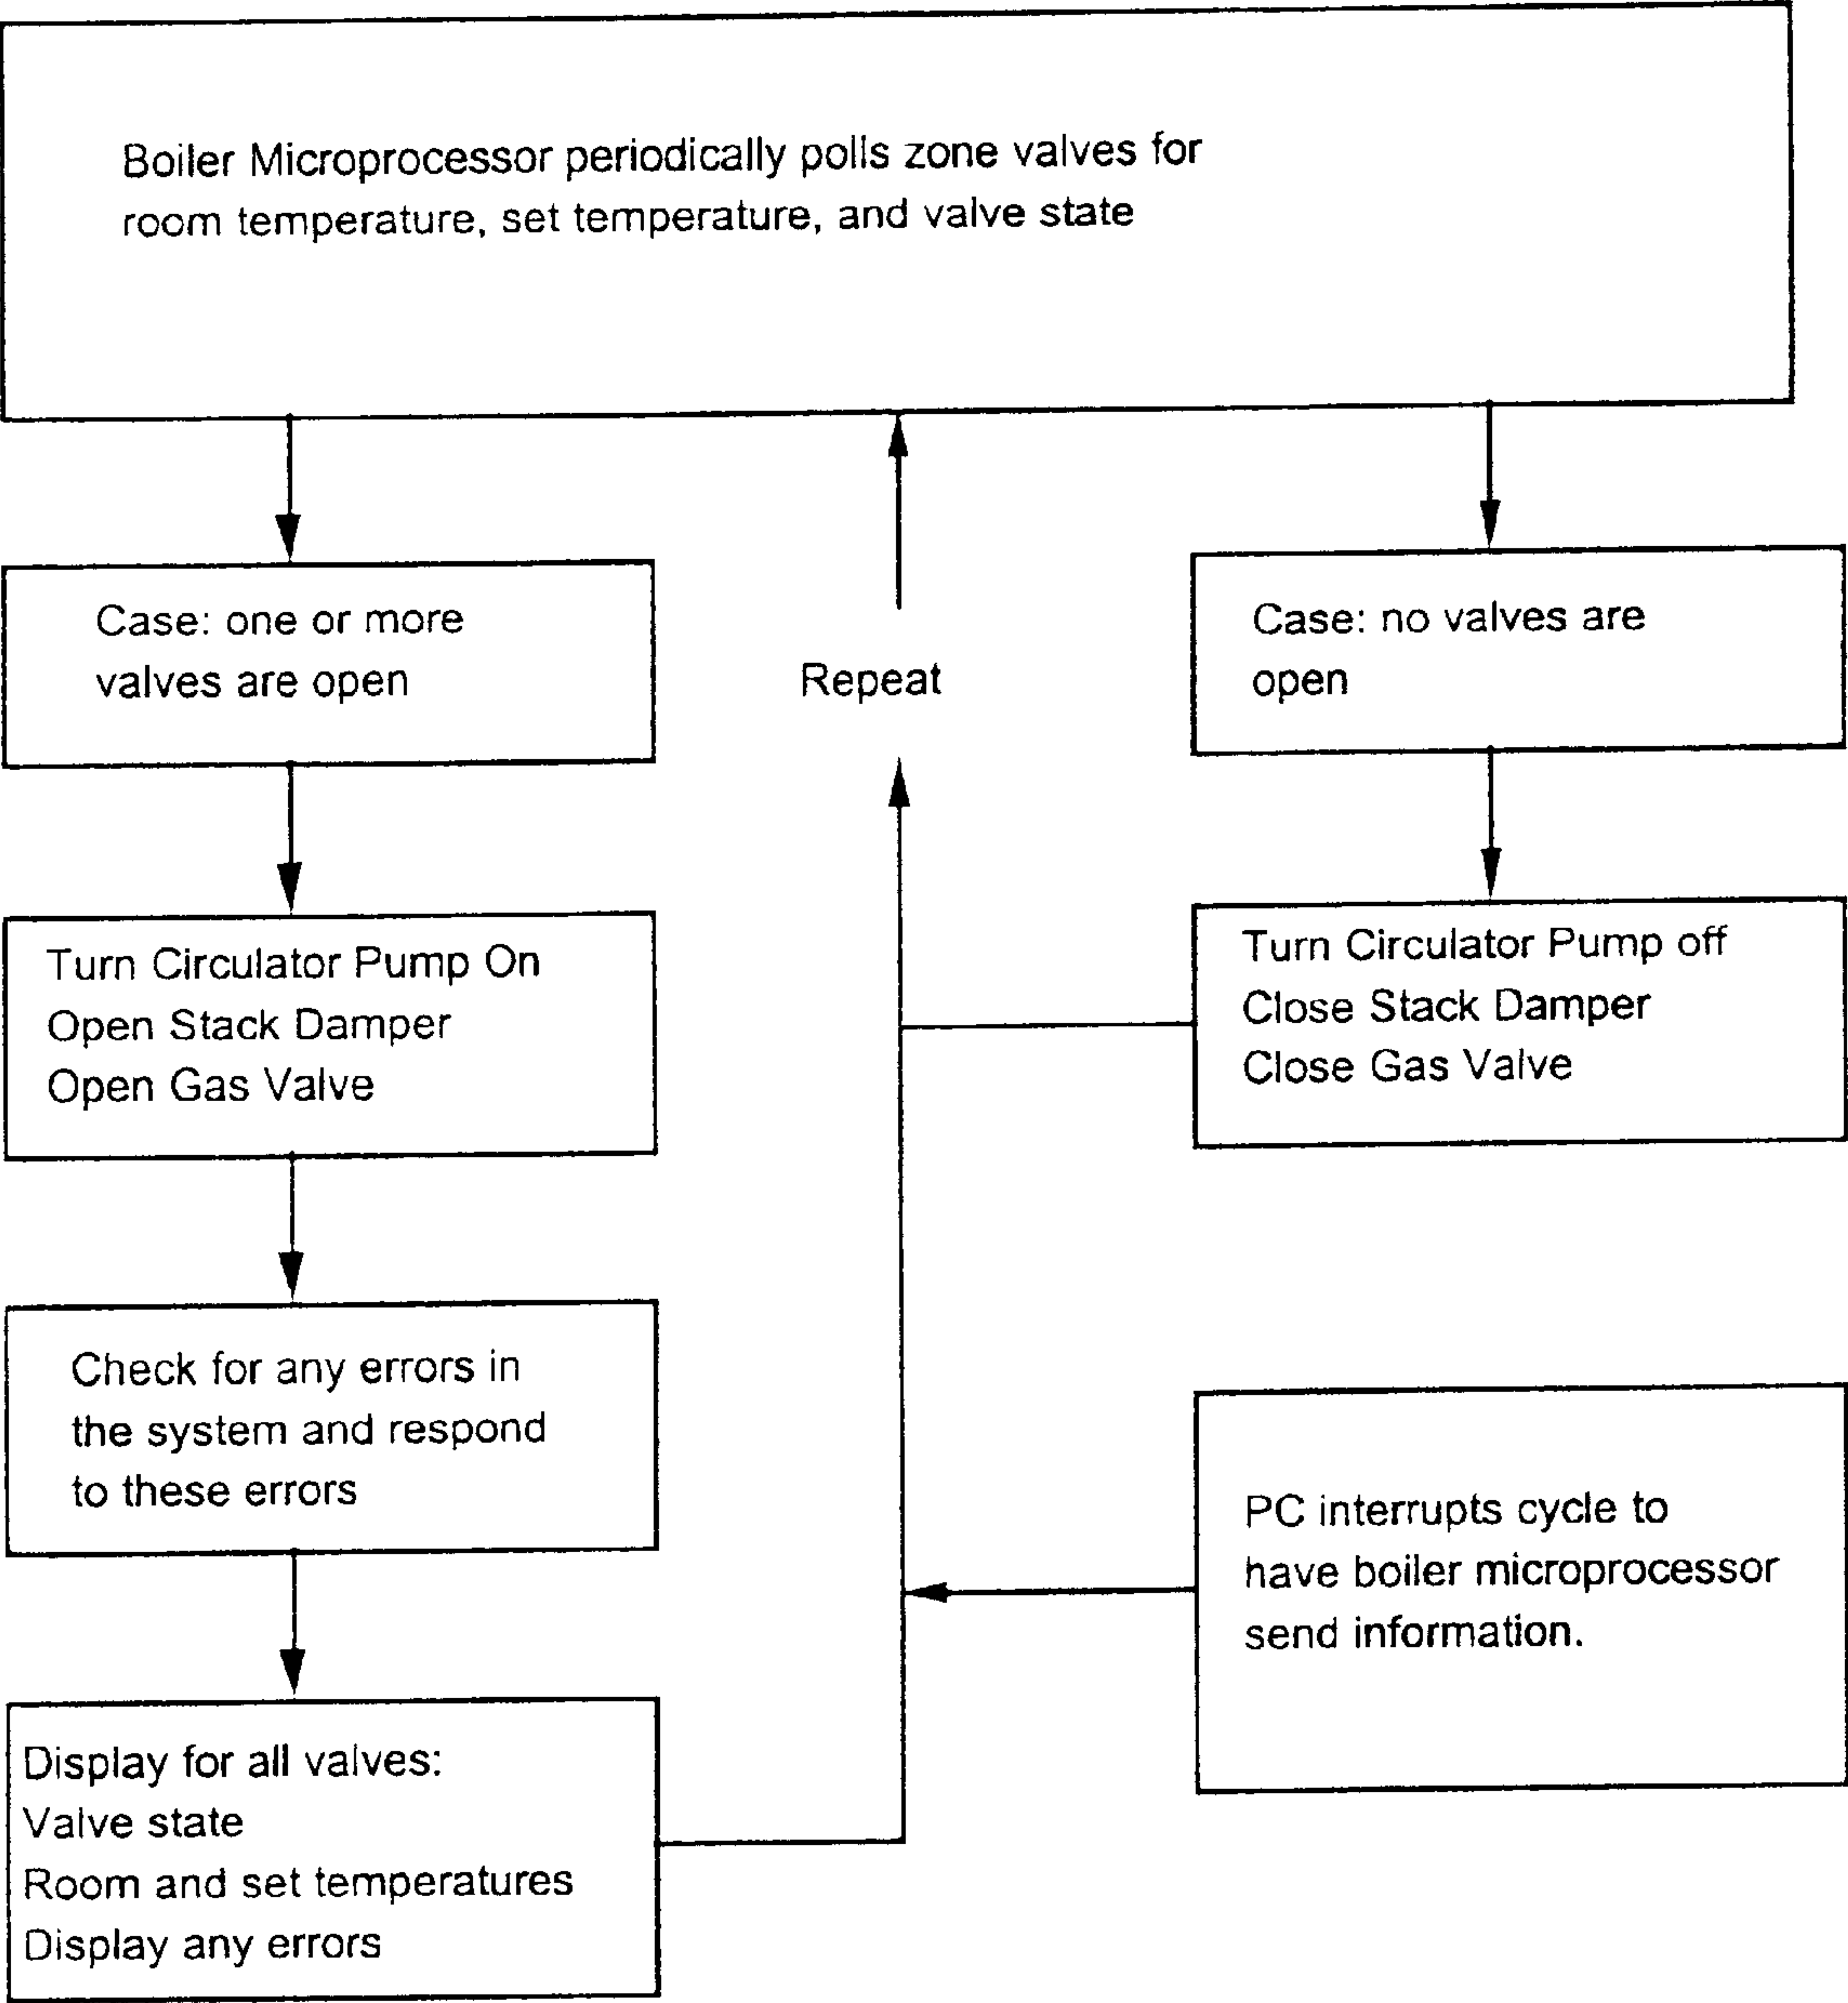 Boiler Microprocessor periodically polls zone valves for
room temperature, set temperature, and valve state
Case: one or more
valves are open
Repeat
Case: no valves are
open
Turn Circulator Pump On
Open Stack Damper
Open Gas Valve
Turn Circulator Pump off
Close Stack Damper
Close Gas Valve
Check for any errors in
the system and respond
to these errors
PC interrupts cycle to
have boiler microprocessor
send information.
Display for all valves:
Valve state
Room and set temperatures
Display any errors